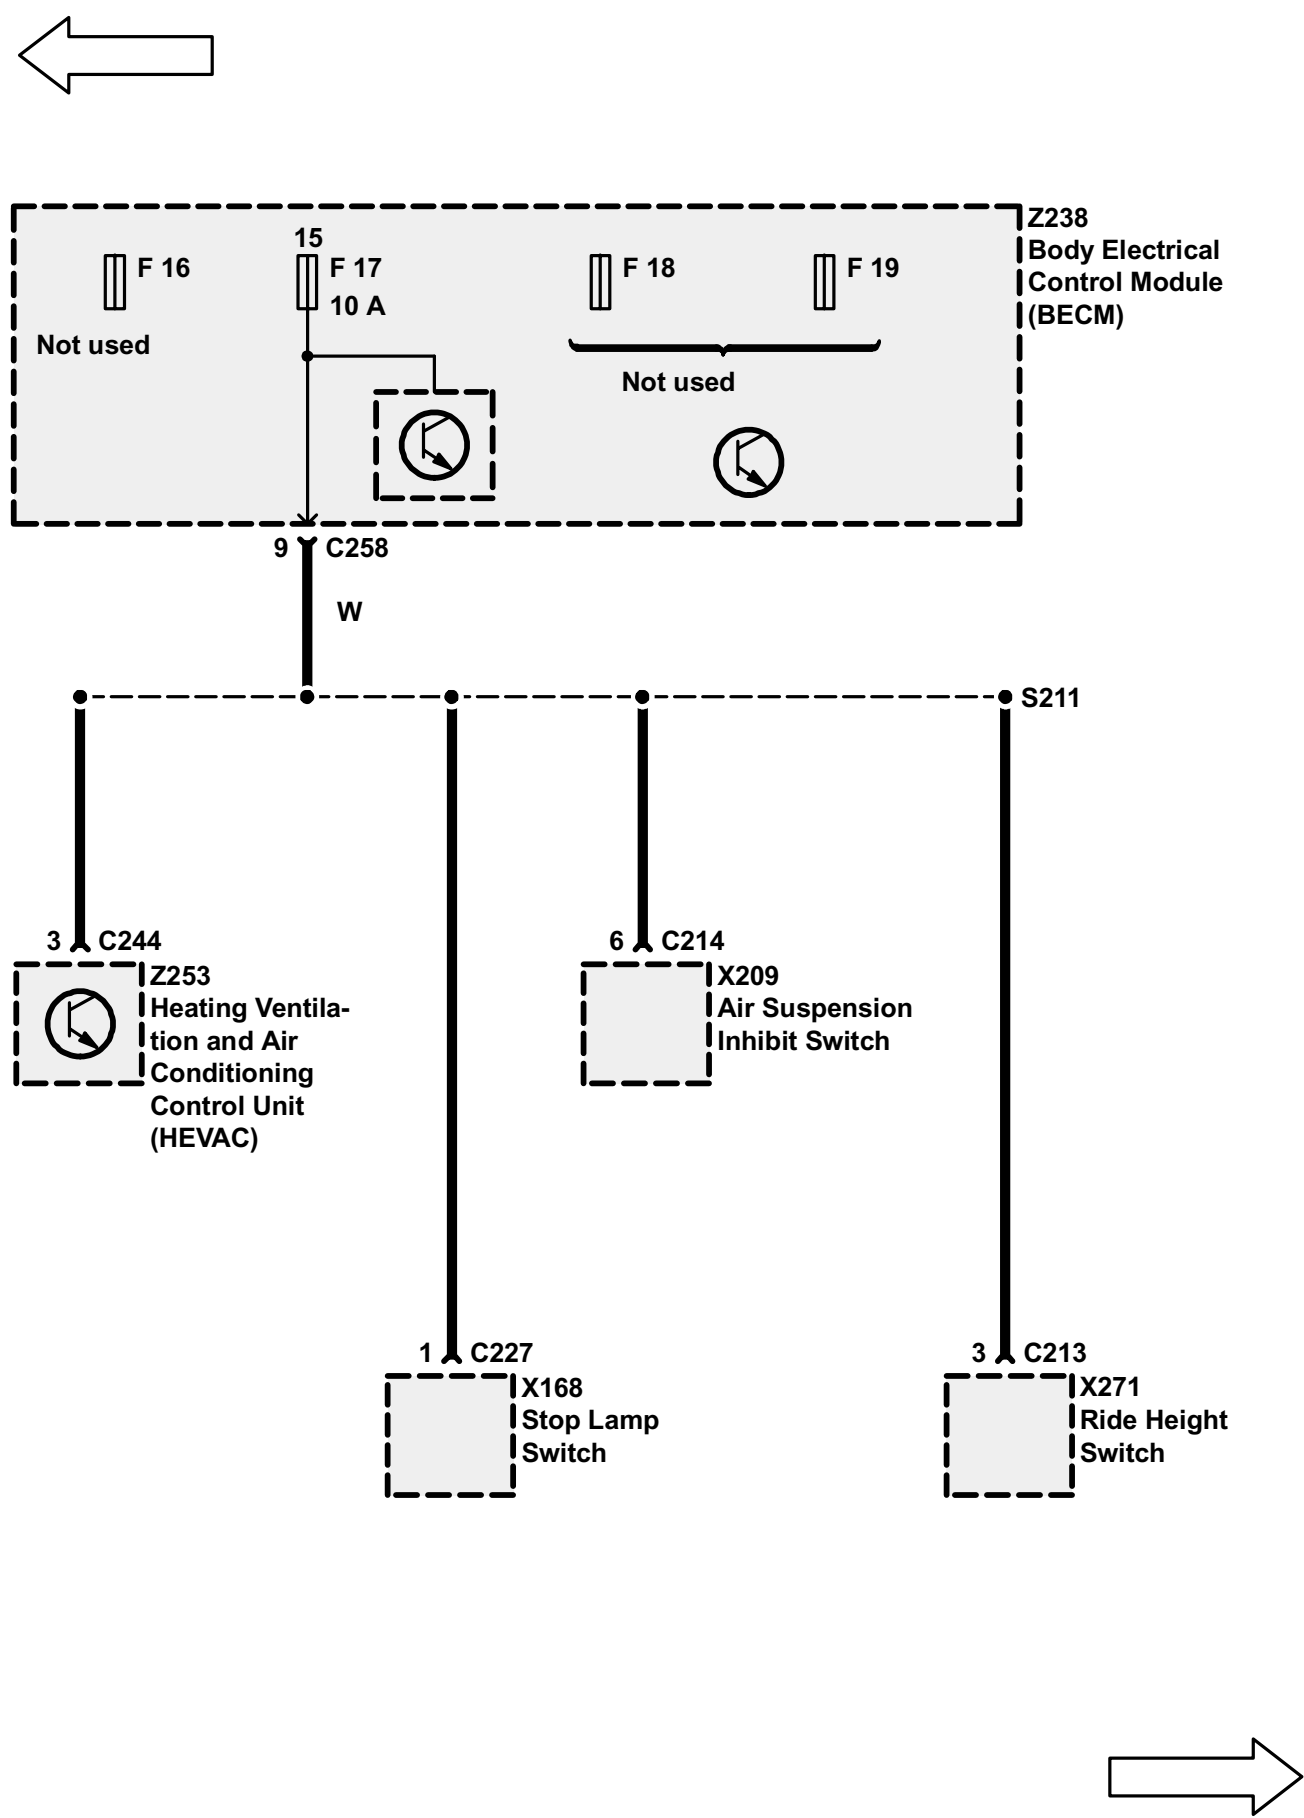 Z238
Body Electrical
Control Module
(BECM)
15
F 16
F 17
F 18
F 19
10 A
Not used
Not used
9 C258
W
S211
3 C244
Z253
Heating Ventila-
tion and Air
Conditioning
Control Unit
(HEVAC)
6 C214
X209
Air Suspension
Inhibit Switch
1 C227
X168
Stop Lamp
Switch
3 C213
X271
Ride Height
Switch